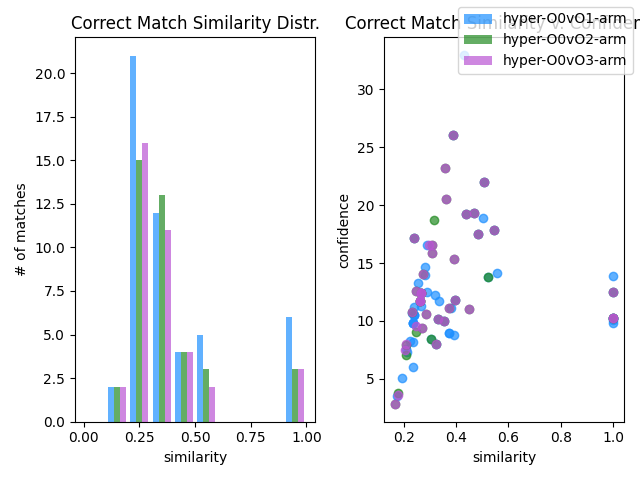 Correct Match Similarity Distr.
# of matches
20.0
17.5
15.0
12.5
10.0
7.5
5.0
2.5
0.0
0.00
0.25
0.50
0.75
1.00
similarity
Correct Match Similarity v. Confiden
hyper-O0vO1-arm
hyper-O0vO2-arm
hyper-O0vO3-arm
confidence
30
25
20
15
10
5
0.2
0.4
0.6
0.8
1.0
similarity